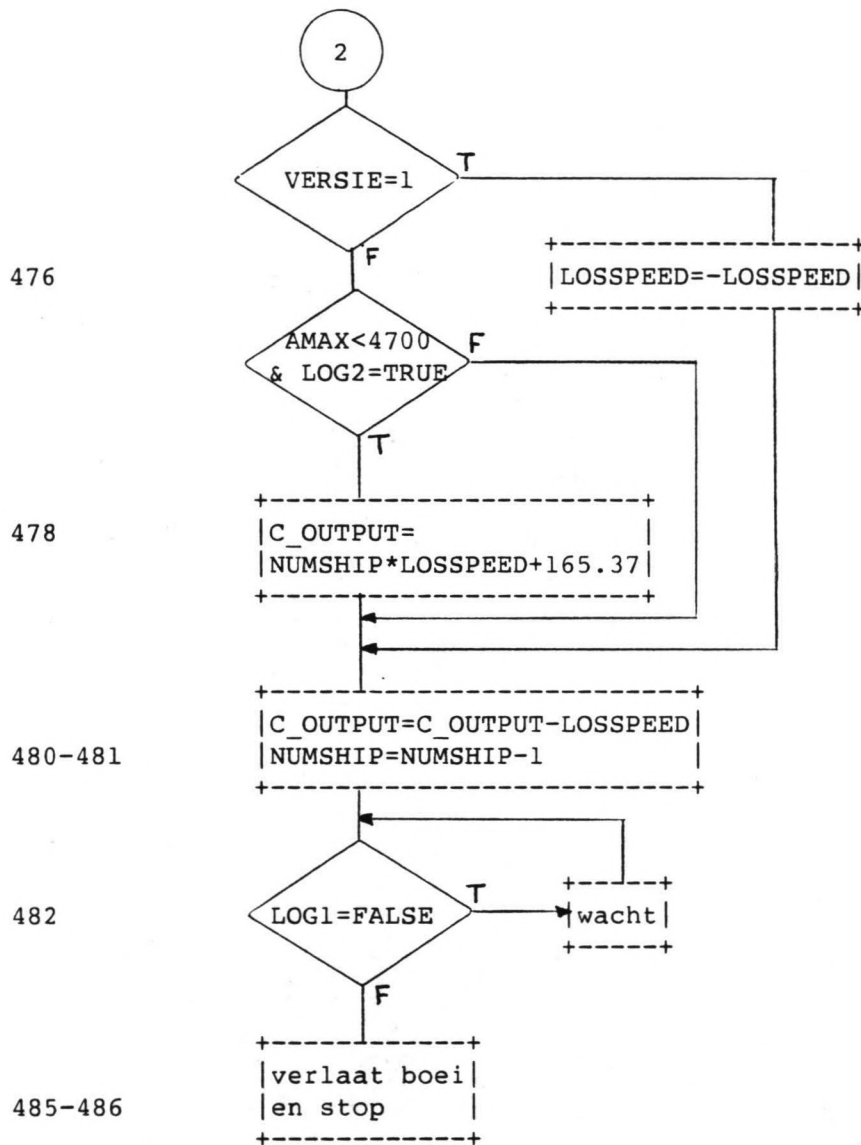 2
VERSIE=1
T
F
476
LOSSPEED=-LOSSPEED
AMAX<4700
F
& LOG2=TRUE
T
478
C_OUTPUT=
NUMSHIP*LOSSPEED+165.37
C_OUTPUT=C_OUTPUT-LOSSPEED
480-481
NUMSHIP=NUMSHIP-1
482
LOG1=FALSE
T
wacht
F
verlaat boei
485-486
en stop